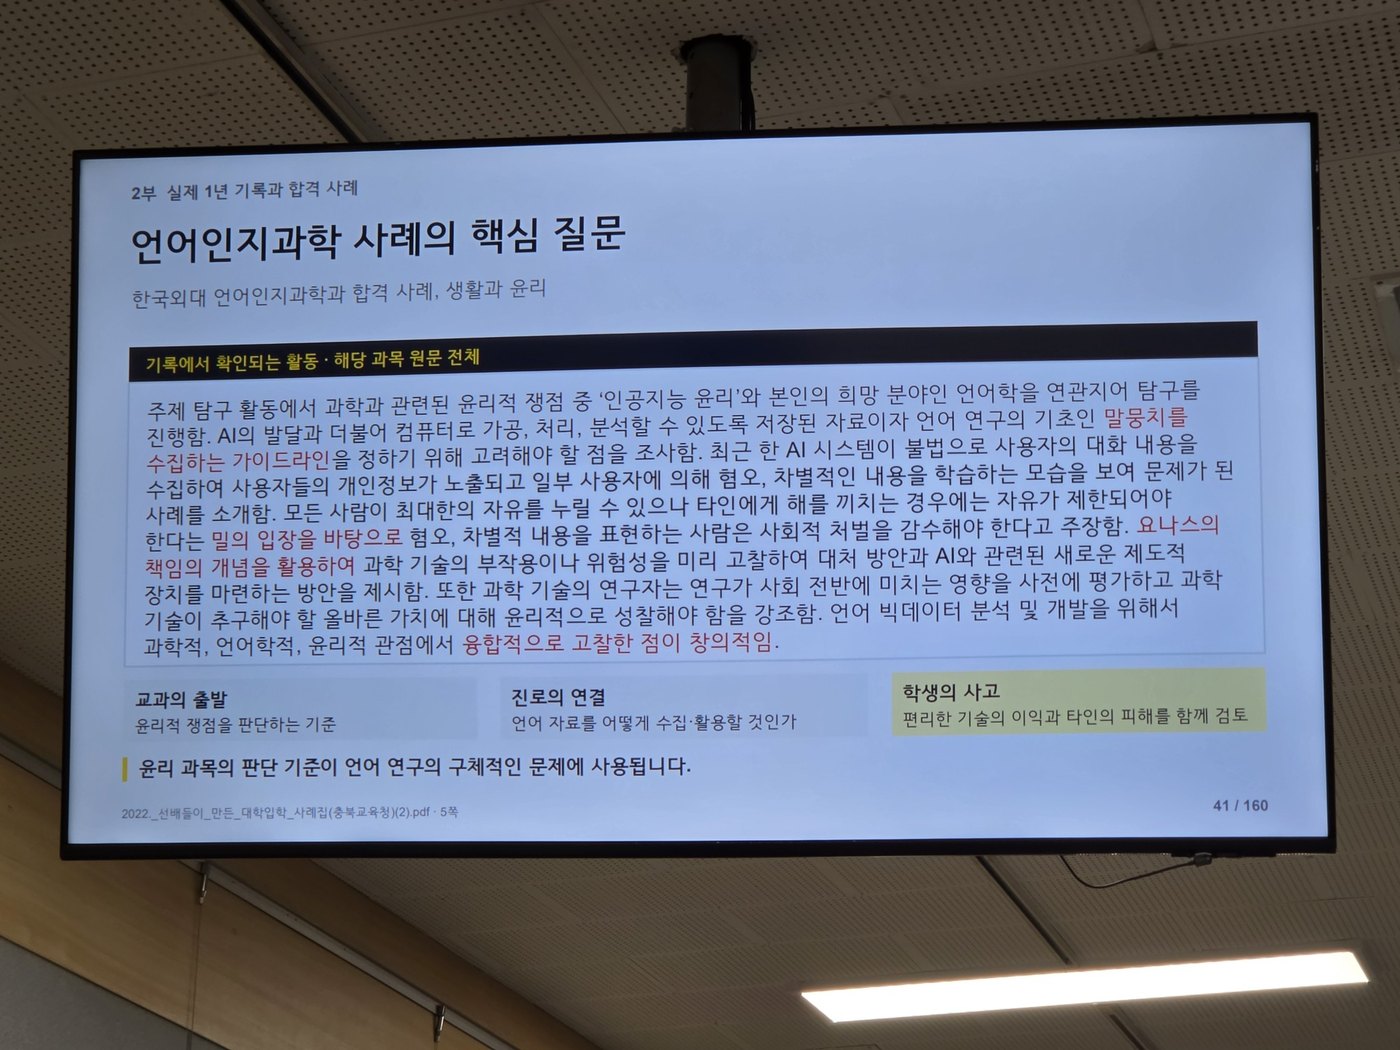 2부 실제 1년 기록과 합격 사례
언어인지과학 사례의 핵심 질문
한국외대 언어인지과학과 합격 사례, 생활과 윤리
기록에서 확인되는 활동 · 해당 과목 원문 전체
주제 탐구 활동에서 과학과 관련된 윤리적 쟁점 중 ‘인공지능 윤리’와 본인의 희망 분야인 언어학을 연관지어 탐구를
진행함. AI의 발달과 더불어 컴퓨터로 가공, 처리, 분석할 수 있도록 저장된 자료이자 언어 연구의 기초인 말뭉치를
수집하는 가이드라인을 정하기 위해 고려해야 할 점을 조사함. 최근 한 AI 시스템이 불법으로 사용자의 대화 내용을
수집하여 사용자들의 개인정보가 노출되고 일부 사용자에 의해 혐오, 차별적인 내용을 학습하는 모습을 보여 문제가 된
사례를 소개함. 모든 사람이 최대한의 자유를 누릴 수 있으나 타인에게 해를 끼치는 경우에는 자유가 제한되어야
한다는 밀의 입장을 바탕으로 혐오, 차별적 내용을 표현하는 사람은 사회적 처벌을 감수해야 한다고 주장함. 요나스의
책임의 개념을 활용하여 과학 기술의 부작용이나 위험성을 미리 고찰하여 대처 방안과 AI와 관련된 새로운 제도적
장치를 마련하는 방안을 제시함. 또한 과학 기술의 연구자는 연구가 사회 전반에 미치는 영향을 사전에 평가하고 과학
기술이 추구해야 할 올바른 가치에 대해 윤리적으로 성찰해야 함을 강조함. 언어 빅데이터 분석 및 개발을 위해서
과학적, 언어학적, 윤리적 관점에서 융합적으로 고찰한 점이 창의적임.
교과의 출발
윤리적 쟁점을 판단하는 기준
진로의 연결
언어 자료를 어떻게 수집·활용할 것인가
학생의 사고
편리한 기술의 이익과 타인의 피해를 함께 검토
윤리 과목의 판단 기준이 언어 연구의 구체적인 문제에 사용됩니다.
2022._선배들이_만든_대학입학_사례집(충북교육청)(2).pdf · 5쪽
41 / 160